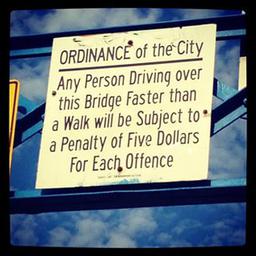 ORDINANCE of the City
Any Person Driving over
this Bridge Faster than
a Walk will be Subject to
a Penalty of Five Dollars
For Each Offence